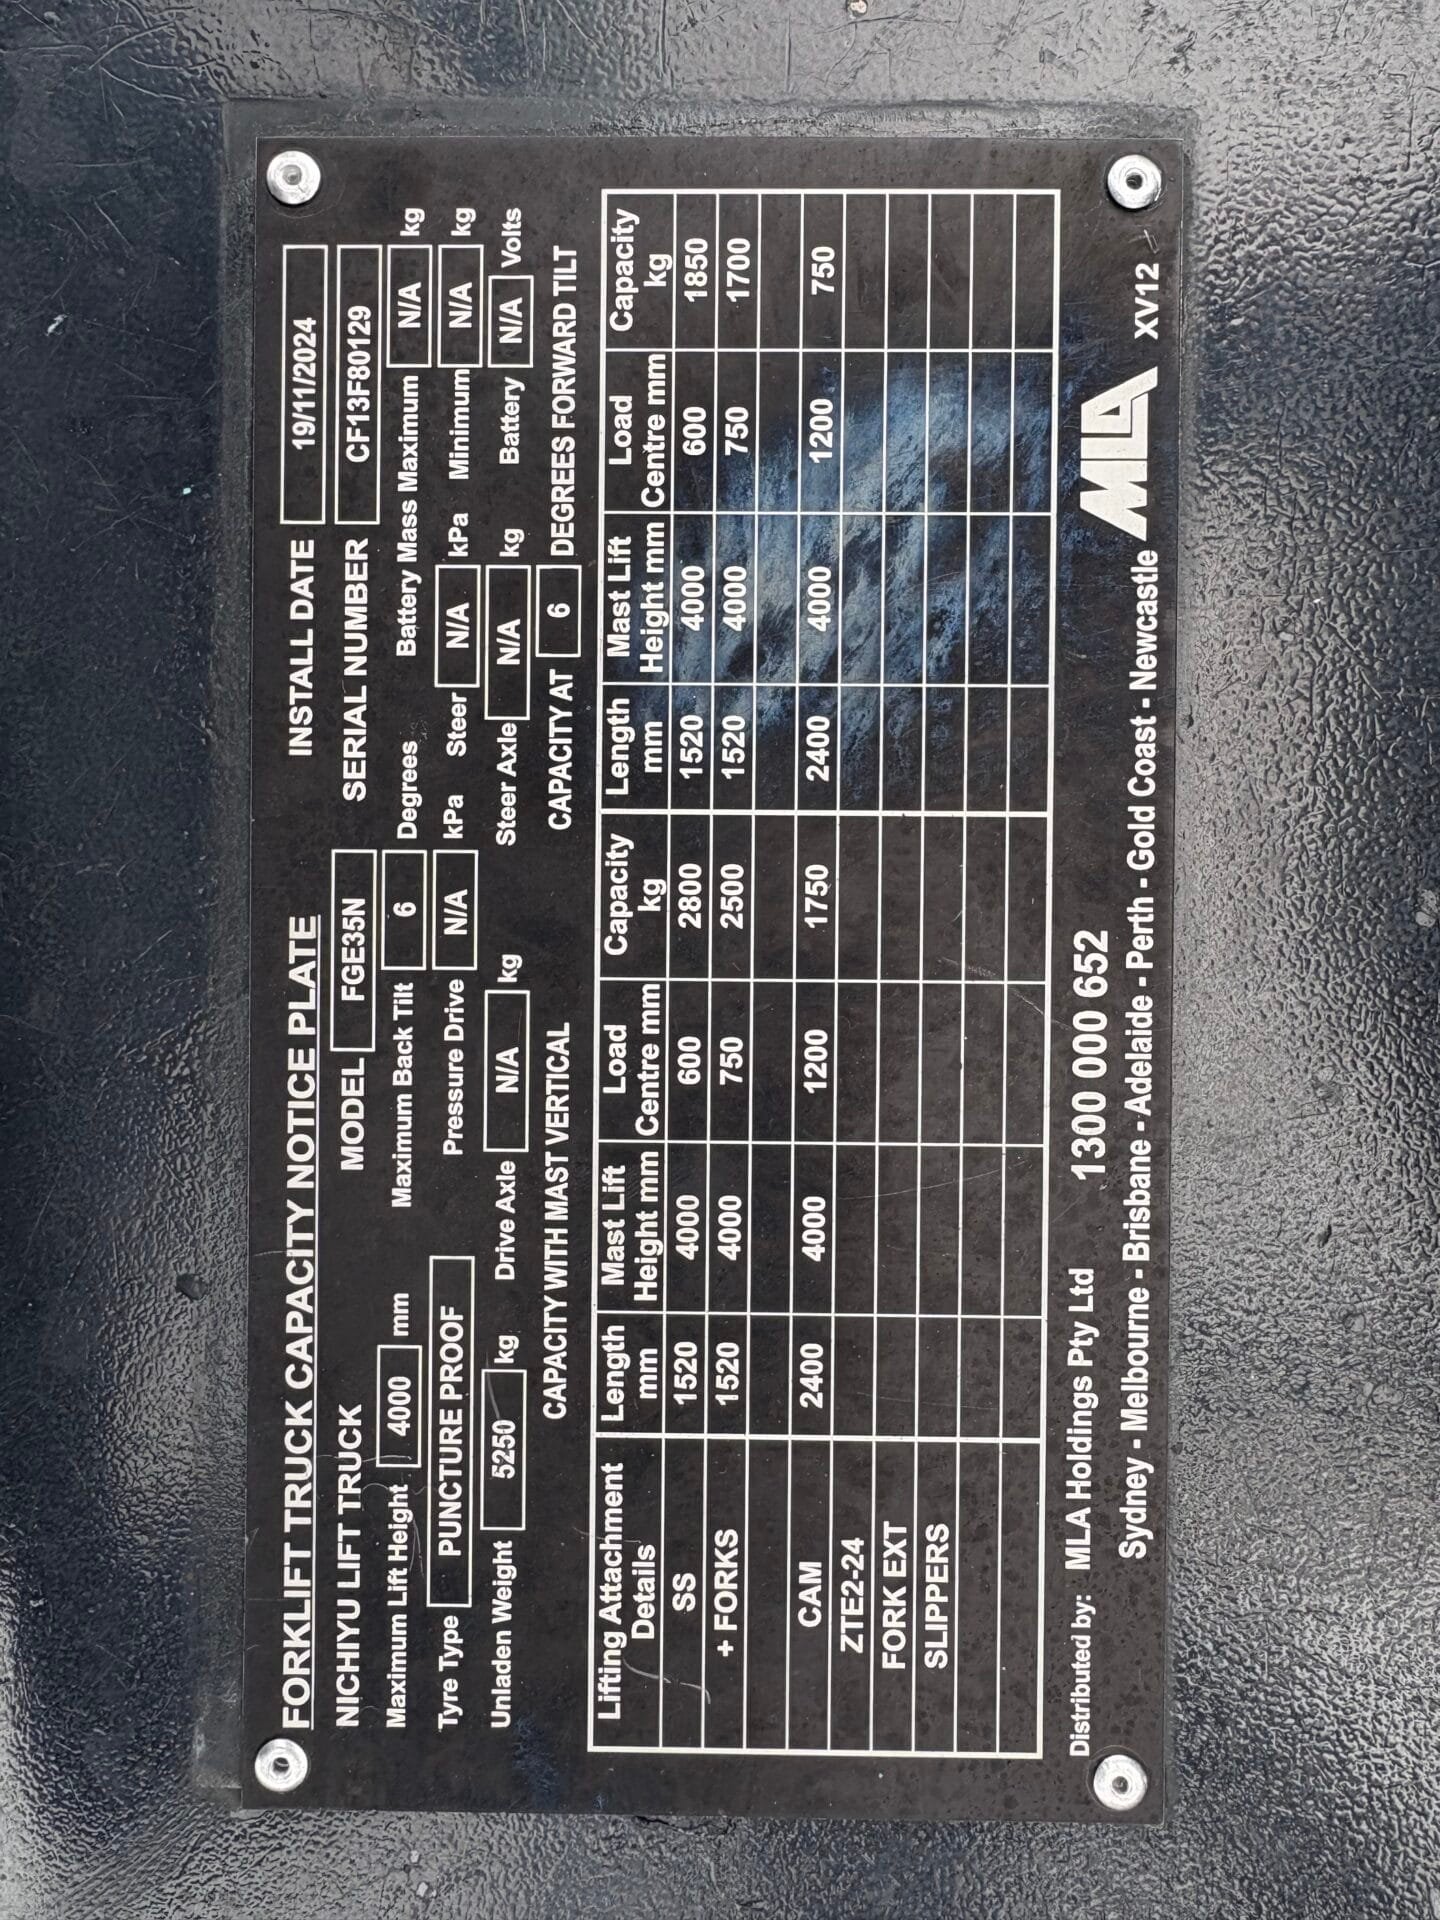 FORKLIFT TRUCK CAPACITY NOTICE PLATE INSTALL DATE 19/11/2024
NICHIYU LIFT TRUCK MODEL FGE35N SERIAL NUMBER CF13F80129
Maximum Lift Height 4000 mm Maximum Back Tilt 6 Degrees Battery Mass Maximum N/A kg
Tyre Type PUNCTURE PROOF Pressure Drive N/A kPa Steer N/A kPa Minimum N/A kg
Unladen Weight 5250 kg Drive Axle N/A kg Steer Axle N/A kg Battery N/A Volts
CAPACITY WITH MAST VERTICAL CAPACITY AT 6 DEGREES FORWARD TILT
Lifting Attachment Length Mast Lift Load Capacity Length Mast Lift Load Capacity
Details mm Height mm Centre mm kg mm Height mm Centre mm kg
SS 1520 4000 600 2800 1520 4000 600 1850
+ FORKS 1520 4000 750 2500 1520 4000 750 1700
CAM 2400 4000 1200 1750 2400 4000 1200 750
ZTE2-24
FORK EXT
SLIPPERS
Distributed by: MLA Holdings Pty Ltd 1300 000 652
Sydney - Melbourne - Brisbane - Adelaide - Perth - Gold Coast - Newcastle MLA XV12